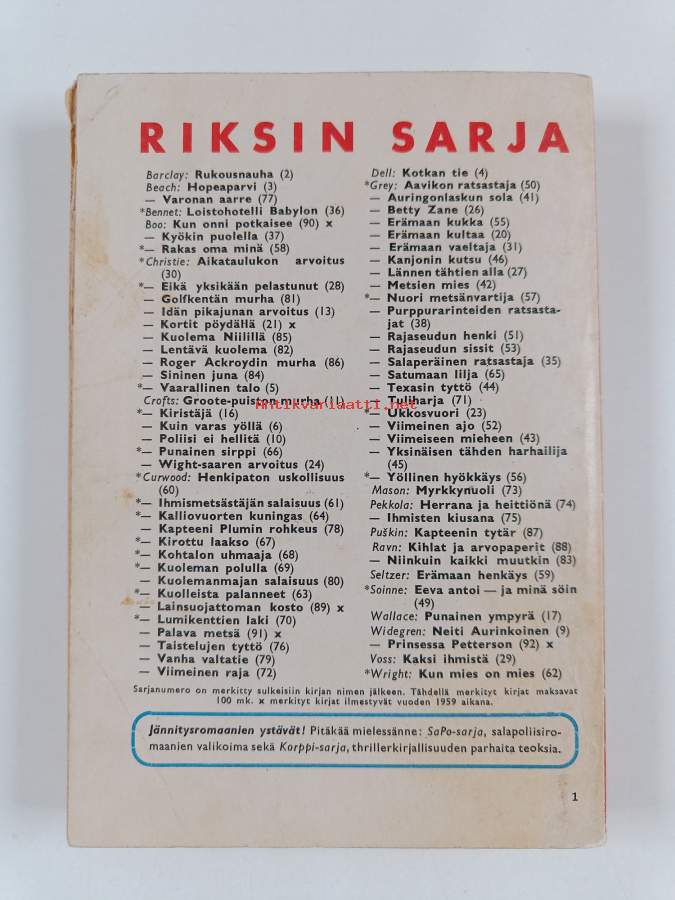 RIKSIN SARJA
Barclay: Rukousnauha (2)
Beach: Hopeaparvi (3)
— Varonan aarre (77)
*Bennet: Loistohotelli Babylon (36)
Boo: Kun onni potkaisee (90) x
— Kyökin puolella (37)
*— Rakas oma minä (58)
*Christie: Aikataulukon arvoitus
(30)
*— Eikä yksikään pelastunut (28)
— Golfkentän murha (81)
— Idän pikajunan arvoitus (13)
— Kortit pöydällä (21) x
— Kuolema Niilillä (85)
— Lentävä kuolema (82)
— Roger Ackroydin murha (86)
— Sininen juna (84)
*— Vaarallinen talo (5)
Crofts: Groote-puiston murha (11)
*— Kiristäjä (16)
— Kuin varas yöllä (6)
— Poliisi ei hellitä (10)
*— Punainen sirppi (66)
— Wight-saaren arvoitus (24)
*Curwood: Henkipaton uskollisuus
(60)
*— Ihmismetsästäjän salaisuus (61)
*— Kalliovuorten kuningas (64)
— Kapteeni Plumin rohkeus (78)
*— Kirottu laakso (67)
*— Kohtalon uhmaaja (68)
*— Kuoleman polulla (69)
— Kuolemanmajan salaisuus (80)
*— Kuolleista palanneet (63)
— Lainsuojattoman kosto (89) x
*— Lumikenttien laki (70)
— Palava metsä (91) x
— Taistelujen tyttö (76)
— Vanha valtatie (79)
— Viimeinen raja (72)
Dell: Kotkan tie (4)
*Grey: Aavikon ratsastaja (50)
— Auringonlaskun sola (41)
— Betty Zane (26)
— Erämaan kukka (55)
— Erämaan kultaa (20)
— Erämaan vaeltaja (31)
— Kanjonin kutsu (46)
— Lännen tähtien alla (27)
— Metsien mies (42)
*— Nuori metsänvartija (57)
— Purppurarinteiden ratsasta-
jat (38)
— Rajaseudun henki (51)
— Rajaseudun sissit (53)
— Salaperäinen ratsastaja (35)
— Satumaan lilja (65)
— Texasin tyttö (44)
— Tuliharja (71)
*— Ukkosvuori (23)
— Viimeinen ajo (52)
— Viimeiseen mieheen (43)
— Yksinäisen tähden harhailija
(45)
*— Yöllinen hyökkäys (56)
Mason: Myrkkynuoli (73)
Pekkola: Herrana ja heittiönä (74)
— Ihmisten kiusana (75)
Puškin: Kapteenin tytär (87)
Ravn: Kihlat ja arvopaperit (88)
— Niinkuin kaikki muutkin (83)
Seltzer: Erämaan henkäys (59)
*Soinne: Eeva antoi — ja minä söin
(49)
Wallace: Punainen ympyrä (17)
Widegren: Neiti Aurinkoinen (9)
— Prinsessa Petterson (92) x
Voss: Kaksi ihmistä (29)
*Wright: Kun mies on mies (62)
Antikvariaatti.net
Sarjanumero on merkitty sulkeisiin kirjan nimen jälkeen. Tähdellä merkityt kirjat maksavat
100 mk. x merkityt kirjat ilmestyvät vuoden 1959 aikana.
Jännitysromaanien ystävät! Pitäkää mielessänne: SaPo-sarja, salapoliisiro-
maanien valikoima sekä Korppi-sarja, thrillerkirjallisuuden parhaita teoksia.
1